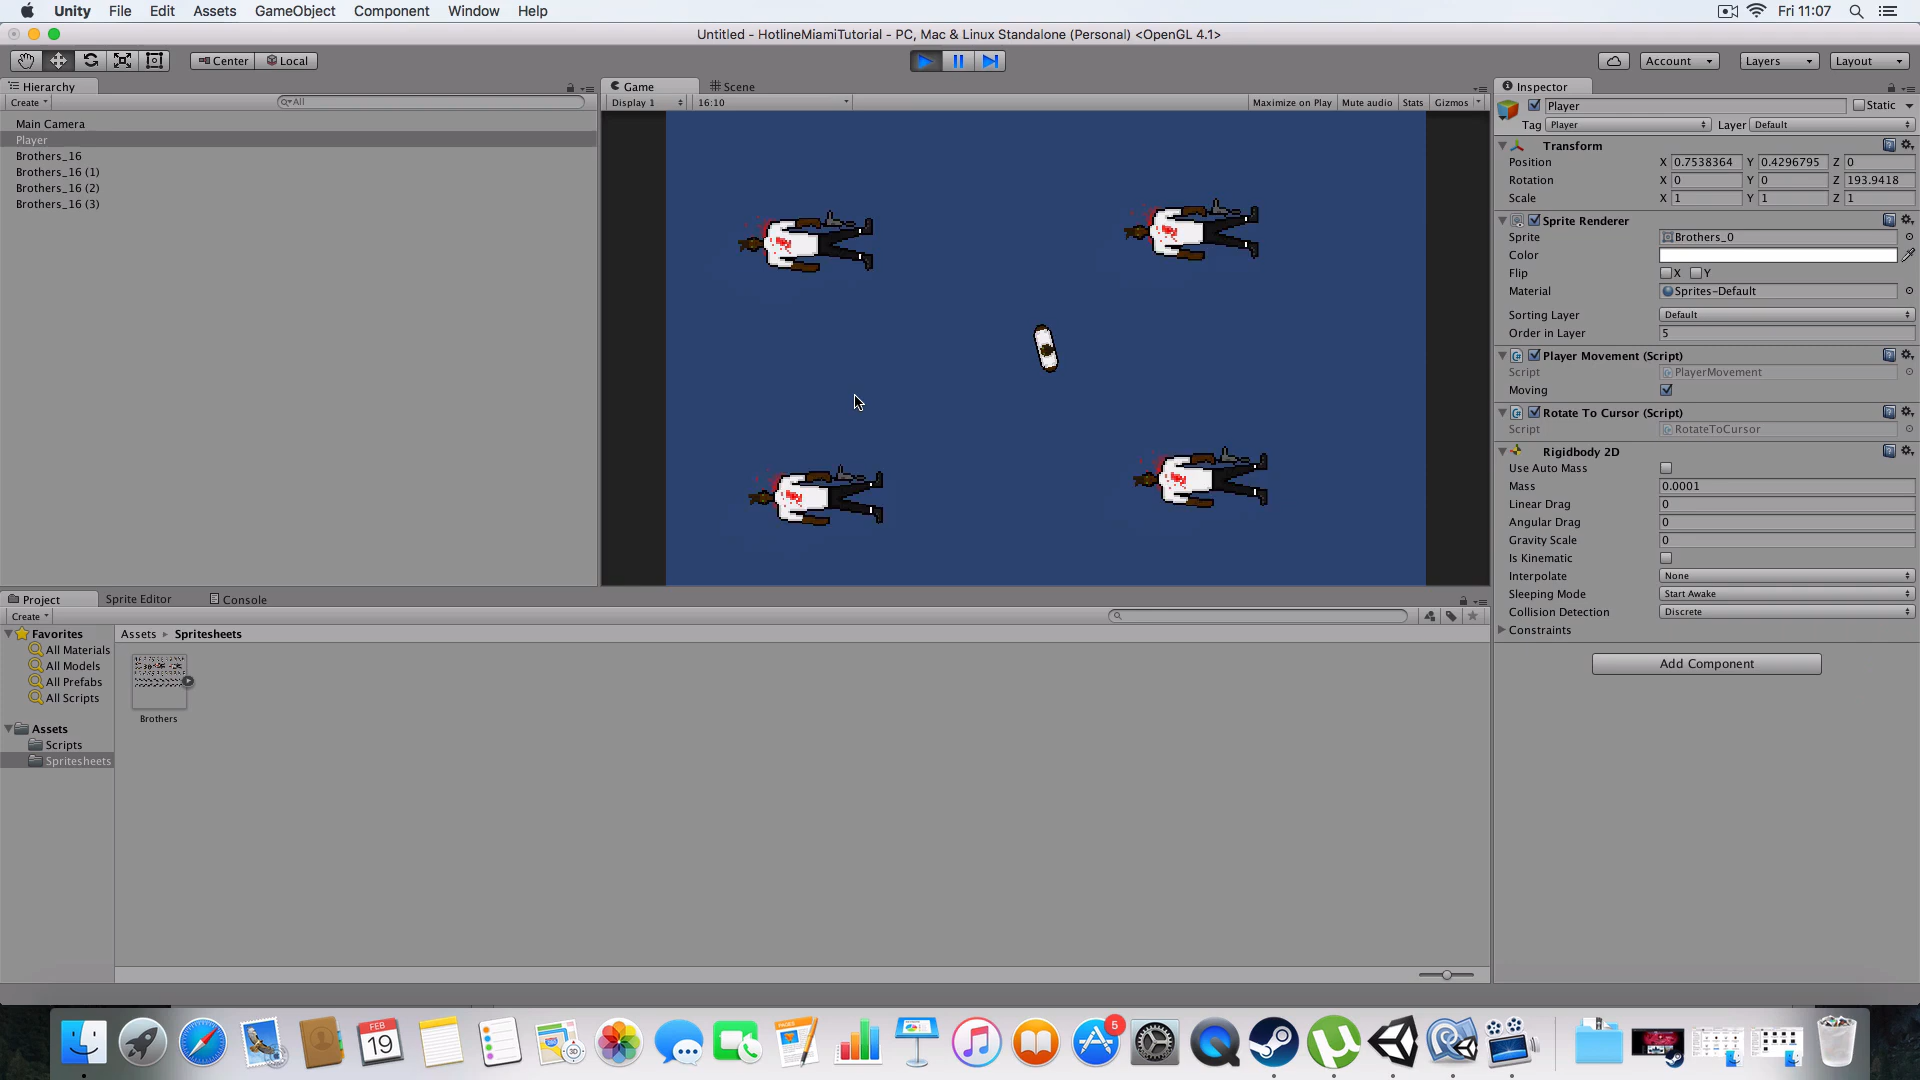 Unity File Edit Assets GameObject Component Window Help Fri 11:07
Untitled - HotlineMiamiTutorial - PC, Mac & Linux Standalone (Personal) <OpenGL 4.1>
Center Local Account Layers Layout
Hierarchy
Create All
Main Camera
Player
Brothers_16
Brothers_16 (1)
Brothers_16 (2)
Brothers_16 (3)
Game Scene
Display 1 16:10 Maximize on Play Mute audio Stats Gizmos
Inspector
Player Static
Tag Player Layer Default
Transform
Position X 0.7538364 Y 0.4296795 Z 0
Rotation X 0 Y 0 Z 193.9418
Scale X 1 Y 1 Z 1
Sprite Renderer
Sprite Brothers_0
Color
Flip X Y
Material Sprites-Default
Sorting Layer Default
Order in Layer 5
Player Movement (Script)
Script PlayerMovement
Moving
Rotate To Cursor (Script)
Script RotateToCursor
Rigidbody 2D
Use Auto Mass
Mass 0.0001
Linear Drag 0
Angular Drag 0
Gravity Scale 0
Is Kinematic
Interpolate None
Sleeping Mode Start Awake
Collision Detection Discrete
Constraints
Add Component
Project Sprite Editor Console
Create
Favorites
All Materials
All Models
All Prefabs
All Scripts
Assets
Scripts
Spritesheets
Assets Spritesheets
Brothers
FEB
19
3D
PAGES
5